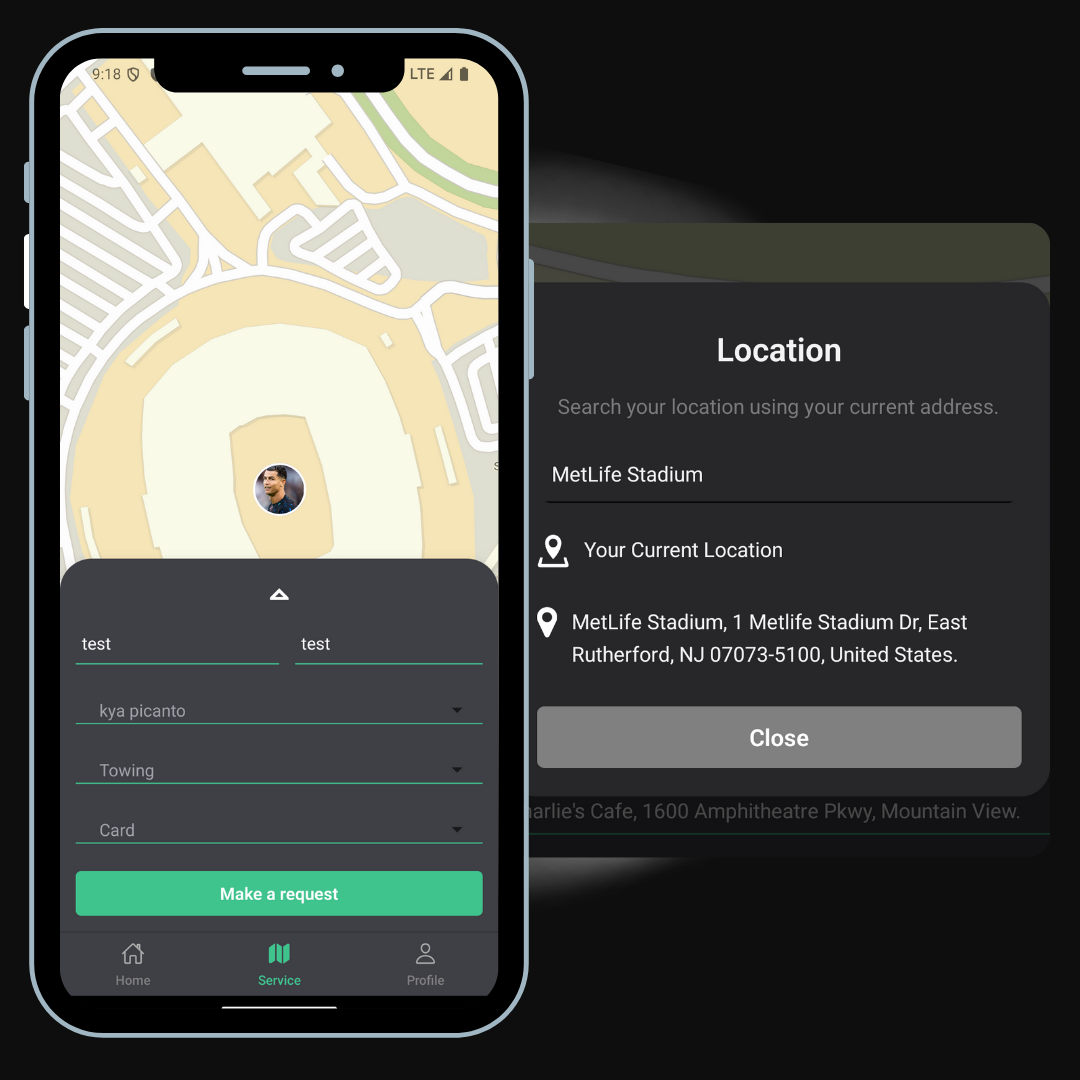 9:18
LTE
test
test
kya picanto
Towing
Card
Make a request
Home
Service
Profile
Location
Search your location using your current address.
MetLife Stadium
Your Current Location
MetLife Stadium, 1 Metlife Stadium Dr, East
Rutherford, NJ 07073-5100, United States.
Close
Cafe, 1600 Amphitheatre Pkwy, Mountain View.